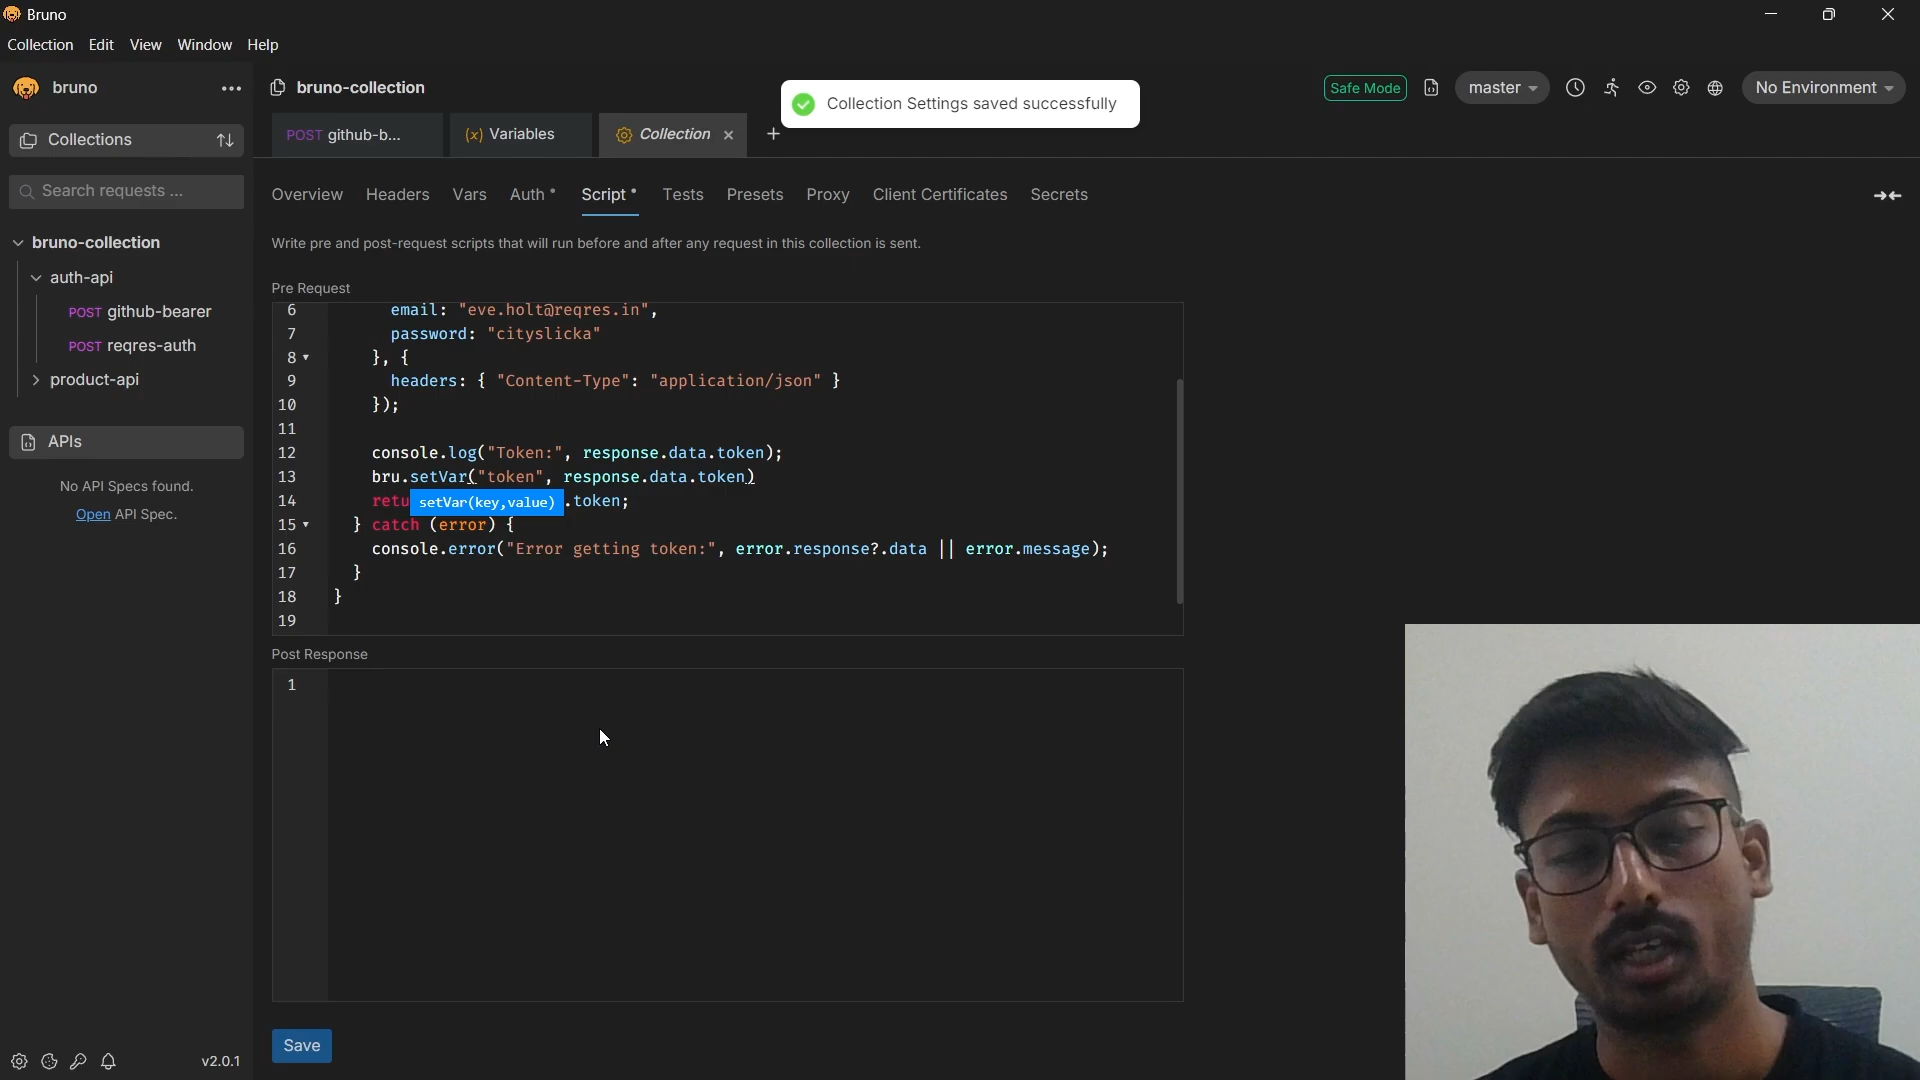 Bruno
Collection Edit View Window Help
bruno ...
bruno-collection
Collection Settings saved successfully
Safe Mode
master
No Environment
Collections
POST github-b...
(x) Variables
Collection × +
Search requests ...
Overview Headers Vars Auth Script Tests Presets Proxy Client Certificates Secrets
Write pre and post-request scripts that will run before and after any request in this collection is sent.
bruno-collection
auth-api
POST github-bearer
POST reqres-auth
product-api
APIs
No API Specs found.
Open API Spec.
Pre Request
6 email: "eve.holt@reqres.in",
7 password: "cityslicka"
8 }, {
9 headers: { "Content-Type": "application/json" }
10 });
11
12 console.log("Token:", response.data.token);
13 bru.setVar("token", response.data.token)
14 retu setVar(key,value) .token;
15 } catch (error) {
16 console.error("Error getting token:", error.response?.data || error.message);
17 }
18 }
19
Post Response
1
Save
v2.0.1